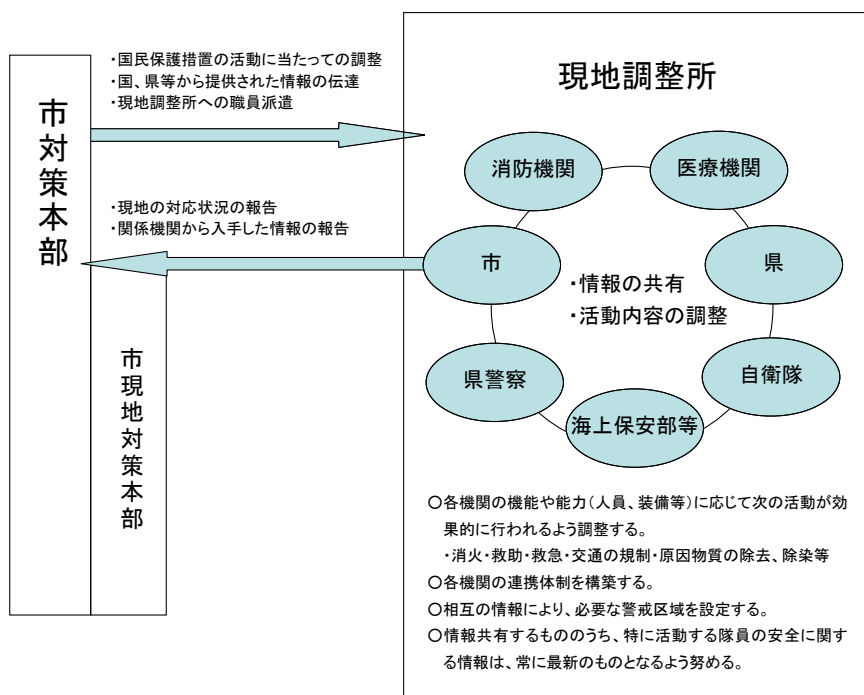 ・国民保護措置の活動に当たっての調整
・国、県等から提供された情報の伝達
・現地調整所への職員派遣
市対策本部
・現地の対応状況の報告
・関係機関から入手した情報の報告
市現地対策本部
現地調整所
消防機関
医療機関
市
県
・情報の共有
・活動内容の調整
県警察
自衛隊
海上保安部等
○各機関の機能や能力(人員、装備等)に応じて次の活動が効
果的に行われるよう調整する。
・消火・救助・救急・交通の規制・原因物質の除去、除染等
○各機関の連携体制を構築する。
○相互の情報により、必要な警戒区域を設定する。
○情報共有するもののうち、特に活動する隊員の安全に関す
る情報は、常に最新のものとなるよう努める。